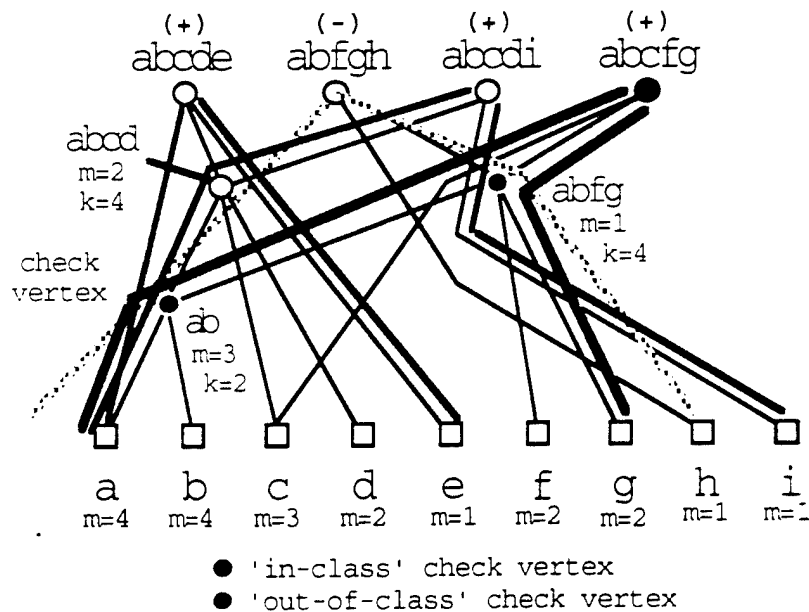 (+) (-) (+) (+)
abcde abfgh abcdi abcfg
abcd
m=2
k=4
abfg
m=1
k=4
check
vertex
ab
m=3
k=2
a b c d e f g h i
m=4 m=4 m=3 m=2 m=1 m=2 m=2 m=1 m=1
'in-class' check vertex
'out-of-class' check vertex